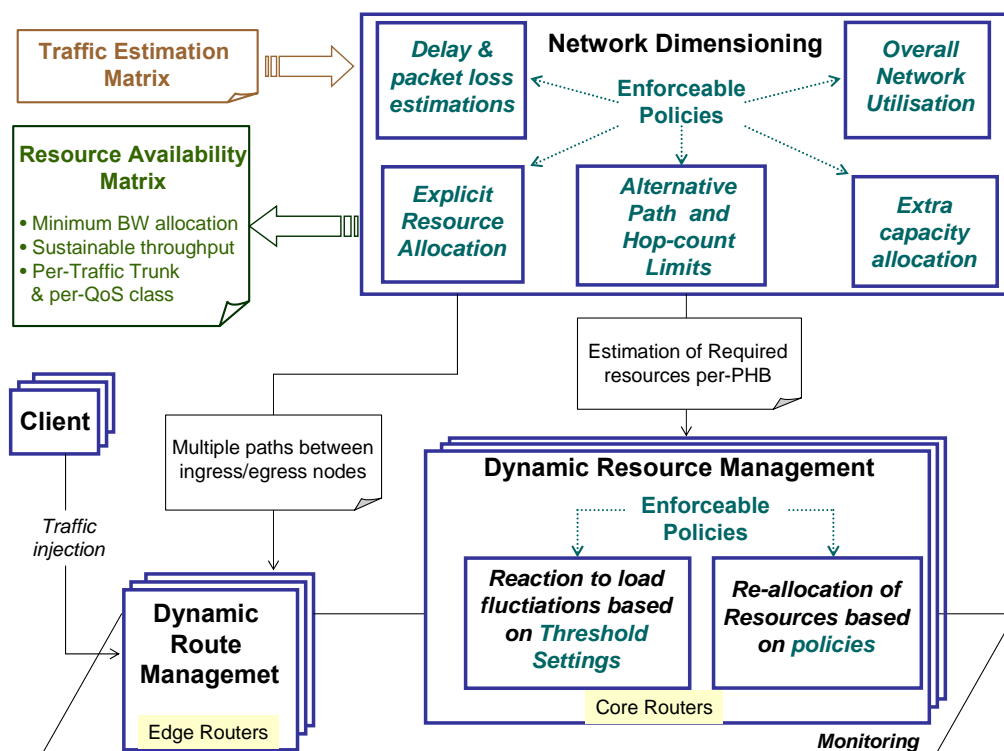 Traffic Estimation
Matrix
Network Dimensioning
Delay &
packet loss
estimations
Enforceable
Policies
Overall
Network
Utilisation
Resource Availability
Matrix
• Minimum BW allocation
• Sustainable throughput
• Per-Traffic Trunk
& per-QoS class
Explicit
Resource
Allocation
Alternative
Path and
Hop-count
Limits
Extra
capacity
allocation
Estimation of Required
resources per-PHB
Client
Multiple paths between
ingress/egress nodes
Traffic
injection
Dynamic Resource Management
Enforceable
Policies
Reaction to load
fluctiations based
on Threshold
Settings
Re-allocation of
Resources based
on policies
Core Routers
Dynamic
Route
Managemet
Edge Routers
Monitoring